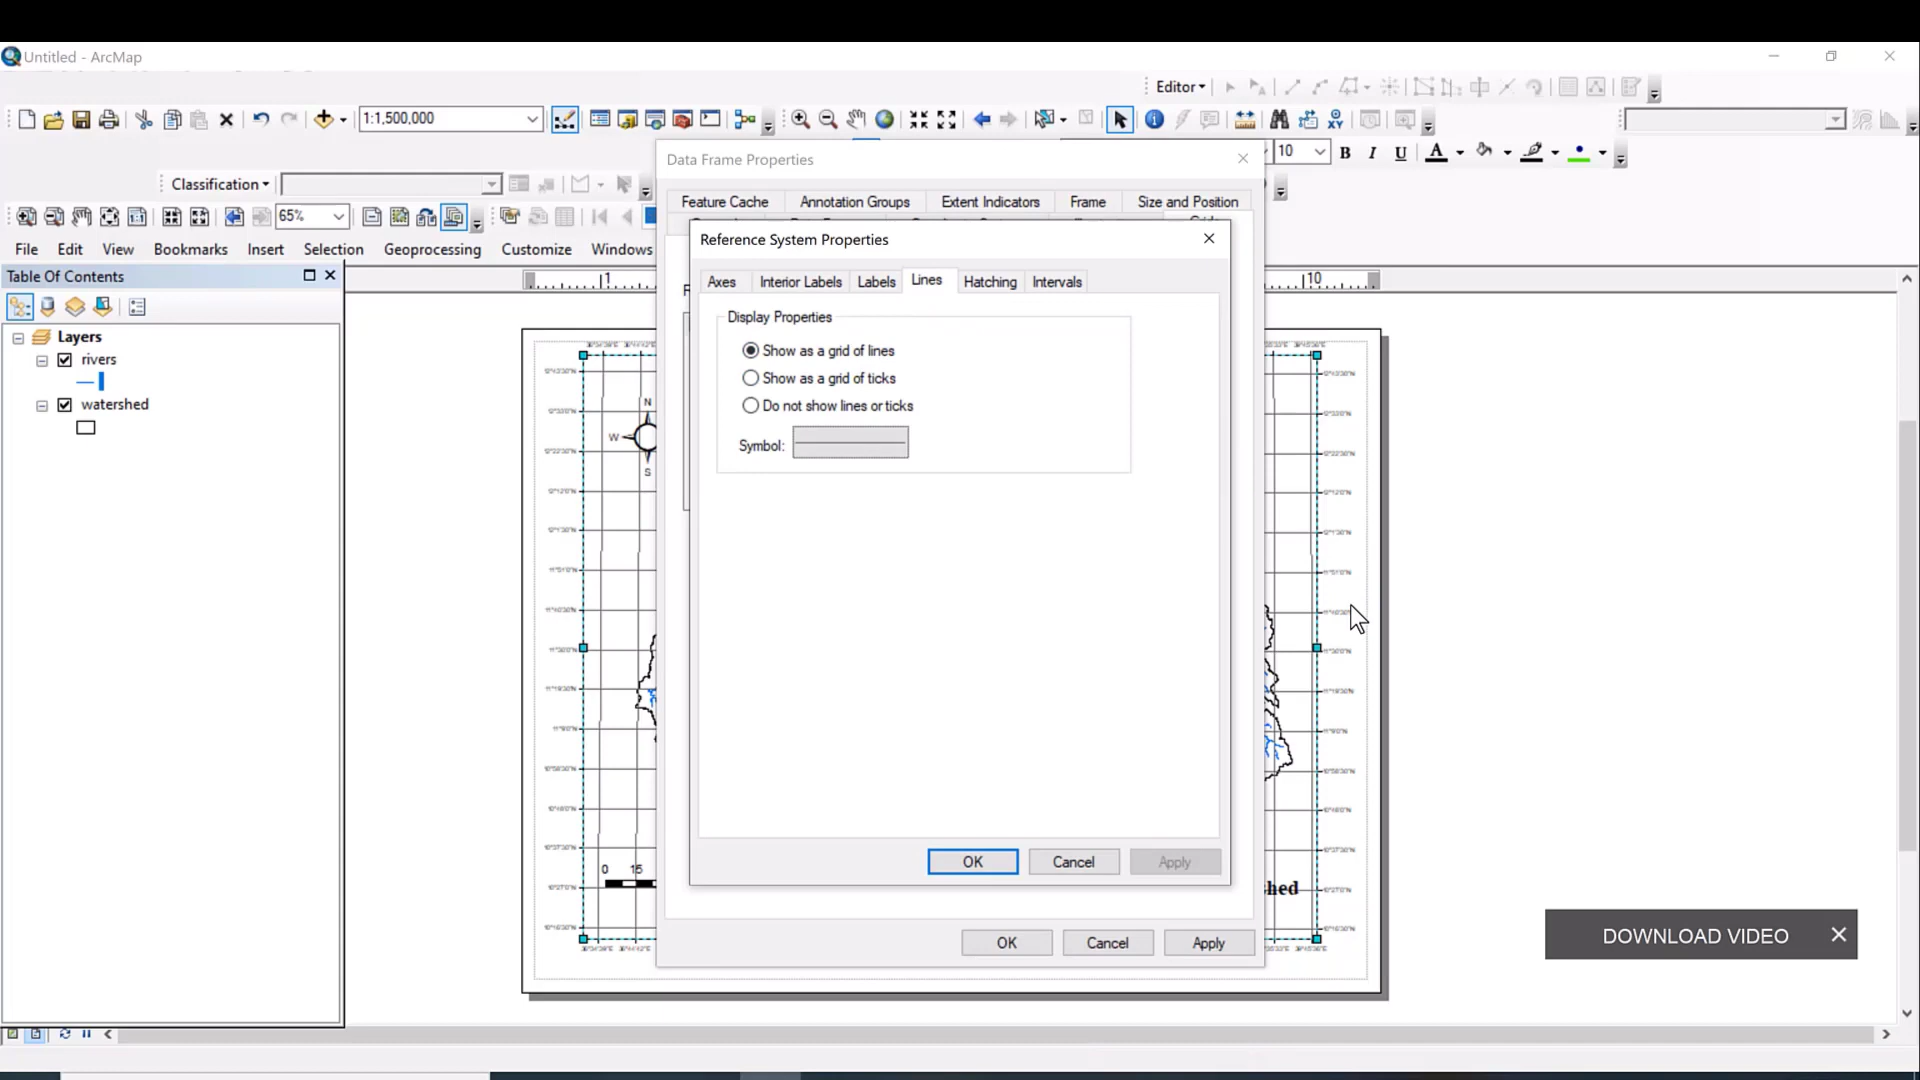 Untitled - ArcMap
Editor
1:1,500,000
10 B I U A
Classification
65%
File Edit View Bookmarks Insert Selection Geoprocessing Customize Windows
Data Frame Properties
Feature Cache Annotation Groups Extent Indicators Frame Size and Position
Reference System Properties
Axes Interior Labels Labels Lines Hatching Intervals
Display Properties
Show as a grid of lines
Show as a grid of ticks
Do not show lines or ticks
Symbol:
OK Cancel Apply
OK Cancel Apply
Table Of Contents
Layers
rivers
watershed
1
10
N
W
S
0 15
hed
DOWNLOAD VIDEO